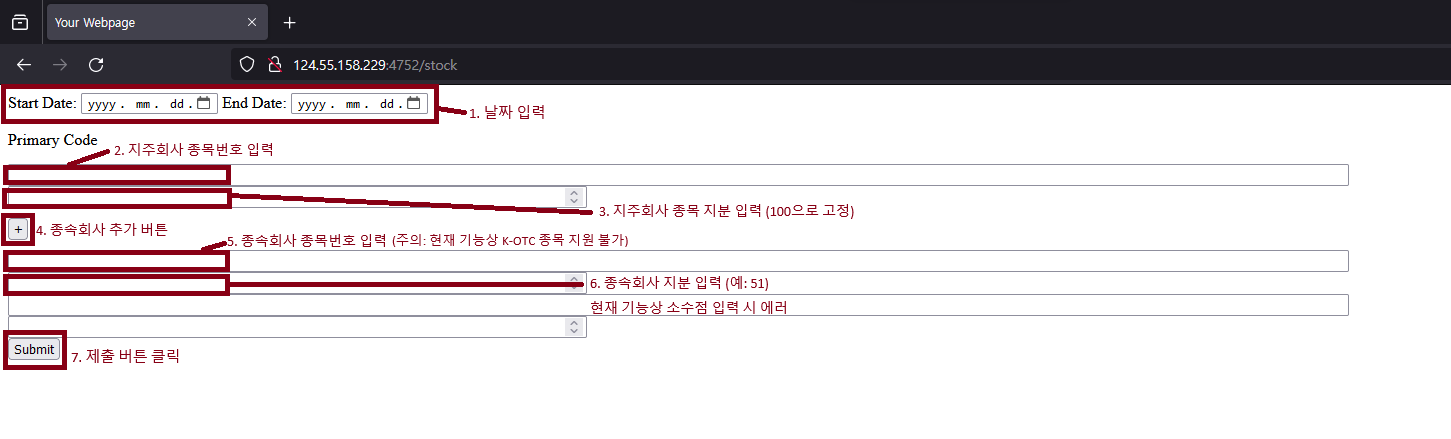 Your Webpage
124.55.158.229:4752/stock
Start Date: yyyy. mm. dd. End Date: yyyy. mm. dd.
1. 날짜 입력
Primary Code
2. 지주회사 종목번호 입력
3. 지주회사 종목 지분 입력 (100으로 고정)
+ 4. 종속회사 추가 버튼
5. 종속회사 종목번호 입력 (주의: 현재 기능상 K-OTC 종목 지원 불가)
6. 종속회사 지분 입력 (예: 51)
현재 기능상 소수점 입력 시 에러
Submit
7. 제출 버튼 클릭